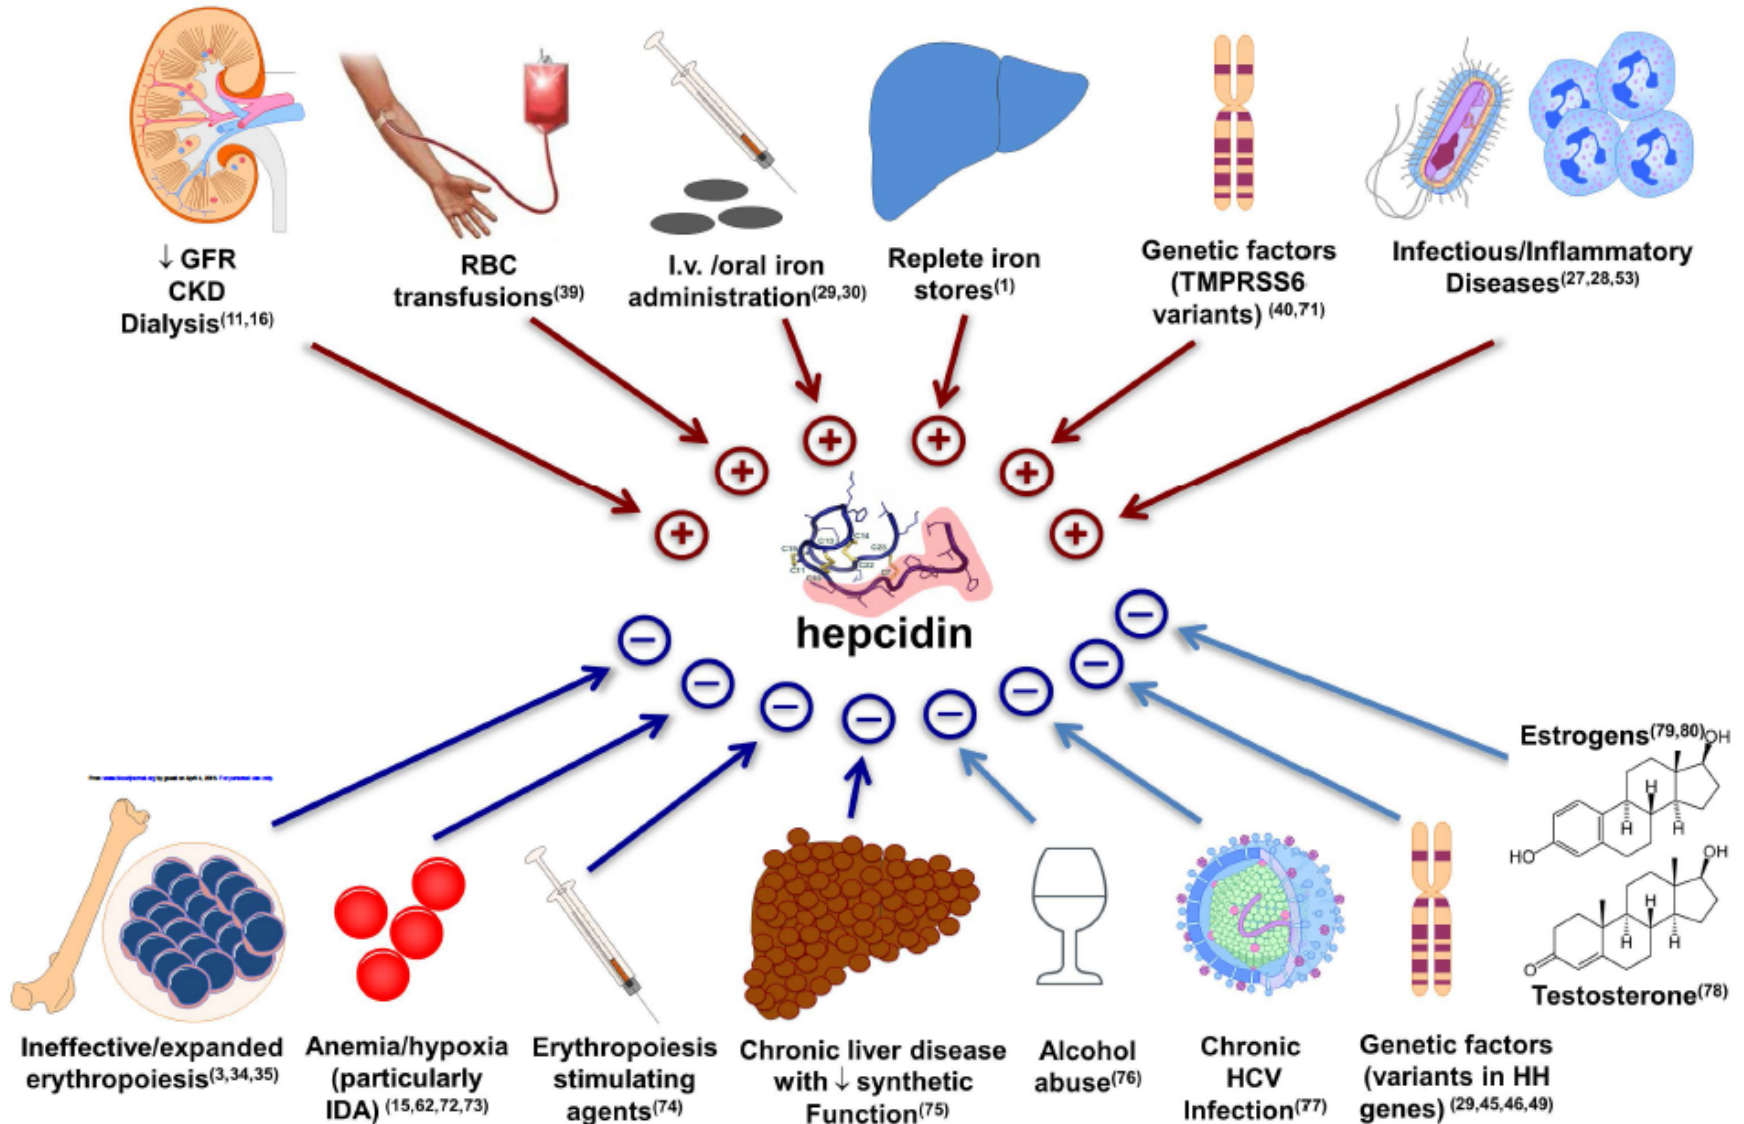 ↓ GFR
CKD
Dialysis(11,16)
RBC
transfusions(39)
I.v. /oral iron
administration(29,30)
Replete iron
stores(1)
Genetic factors
(TMPRSS6
variants) (40,71)
Infectious/Inflammatory
Diseases(27,28,53)
+
+
+
+
+
+
C14
C22
C11
hepcidin
−
−
−
−
−
−
−
−
Estrogens(79,80)
OH
H
H
H
HO
OH
H
H
H
O
Testosterone(78)
Ineffective/expanded
erythropoiesis(3,34,35)
Anemia/hypoxia
(particularly
IDA) (15,62,72,73)
Erythropoiesis
stimulating
agents(74)
Chronic liver disease
with ↓ synthetic
Function(75)
Alcohol
abuse(76)
Chronic
HCV
Infection(77)
Genetic factors
(variants in HH
genes) (29,45,46,49)